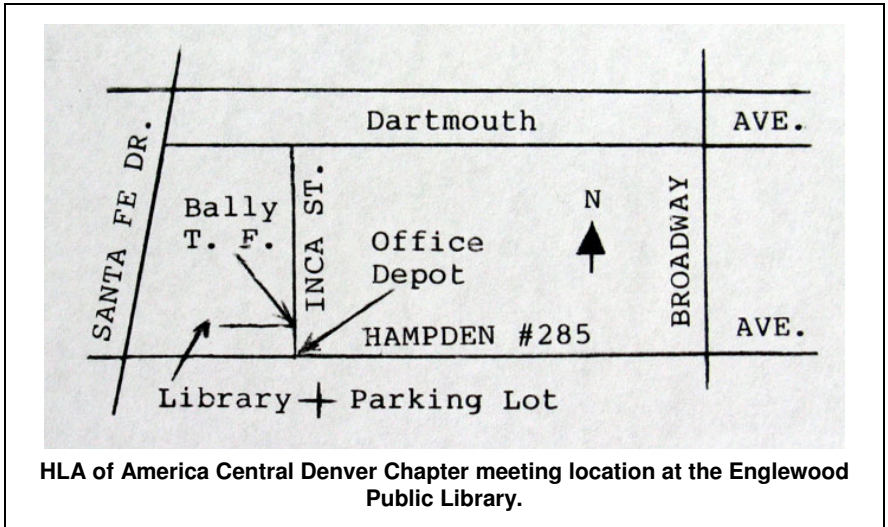 Dartmouth AVE.
SANTA FE DR.
Bally
T. F.
INCA ST.
Office
Depot
N
BROADWAY
HAMPDEN #285 AVE.
Library + Parking Lot
HLA of America Central Denver Chapter meeting location at the Englewood
Public Library.